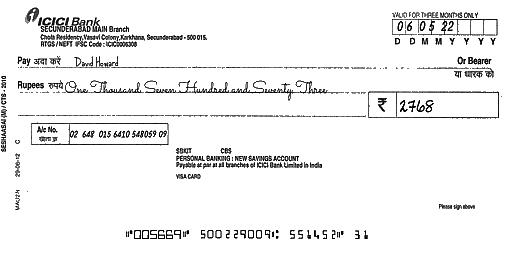 ICICI Bank
SECUNDERABAD MAIN Branch
Chola Residency, Vasavi Colony, Karkhana, Secunderabad - 500 015.
RTGS / NEFT IFSC Code : ICIC0006308
VALID FOR THREE MONTHS ONLY
0 6 0 5 2 2
D D M M Y Y Y Y
Pay अदा करें David Howard Or Bearer
या धारक को
Rupees रुपये One Thousand Seven Hundred and Seventy Three
₹ 2768
A/c No. 02 648 015 6410 548059 09
SBKIT CBS
PERSONAL BANKING : NEW SAVINGS ACCOUNT
Payable at par at all branches of ICICI Bank Limited in India
VISA CARD
Please sign above
SESHAASAI (M) / CTS - 2010
⑈005669⑈ 500229009⑆ 551452⑈ 31